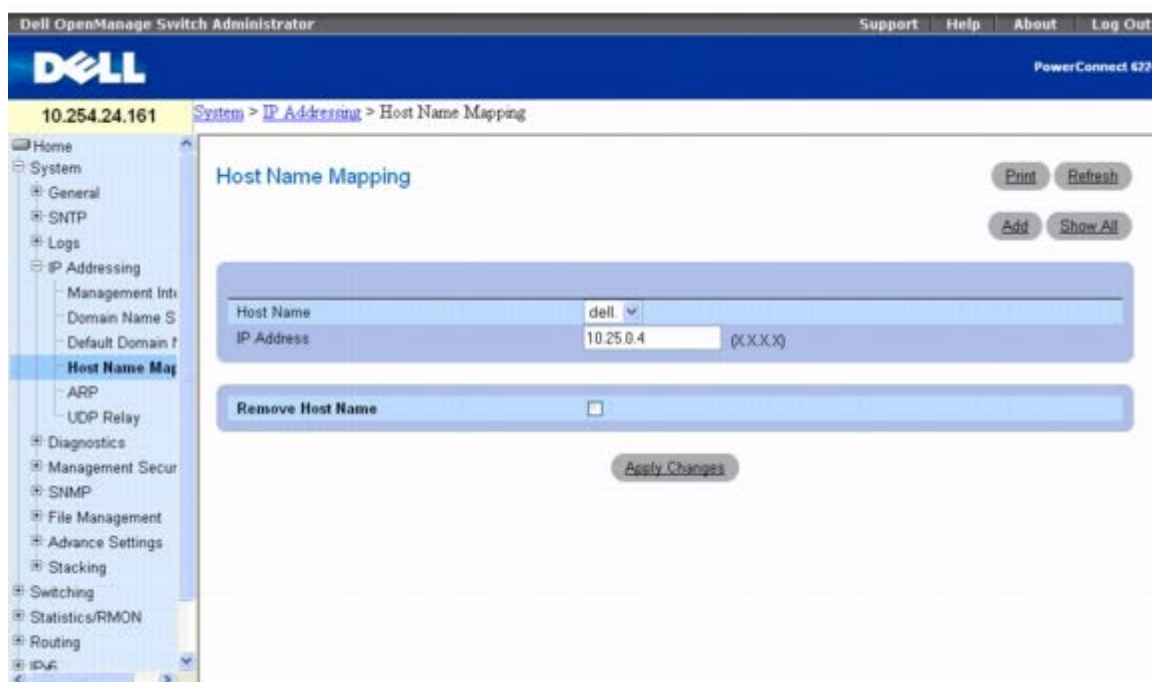 Dell OpenManage Switch Administrator Support Help About Log Out
DELL
PowerConnect 622
10.254.24.161
System > IP Addressing > Host Name Mapping
Home
System
General
SNTP
Logs
IP Addressing
Management Int
Domain Name S
Default Domain
Host Name Map
ARP
UDP Relay
Diagnostics
Management Secur
SNMP
File Management
Advance Settings
Stacking
Switching
Statistics/RMON
Routing
IPv6
Host Name Mapping
Print Refresh
Add Show All
Host Name dell.
IP Address 10.25.0.4 (X.X.X.X)
Remove Host Name
Apply Changes